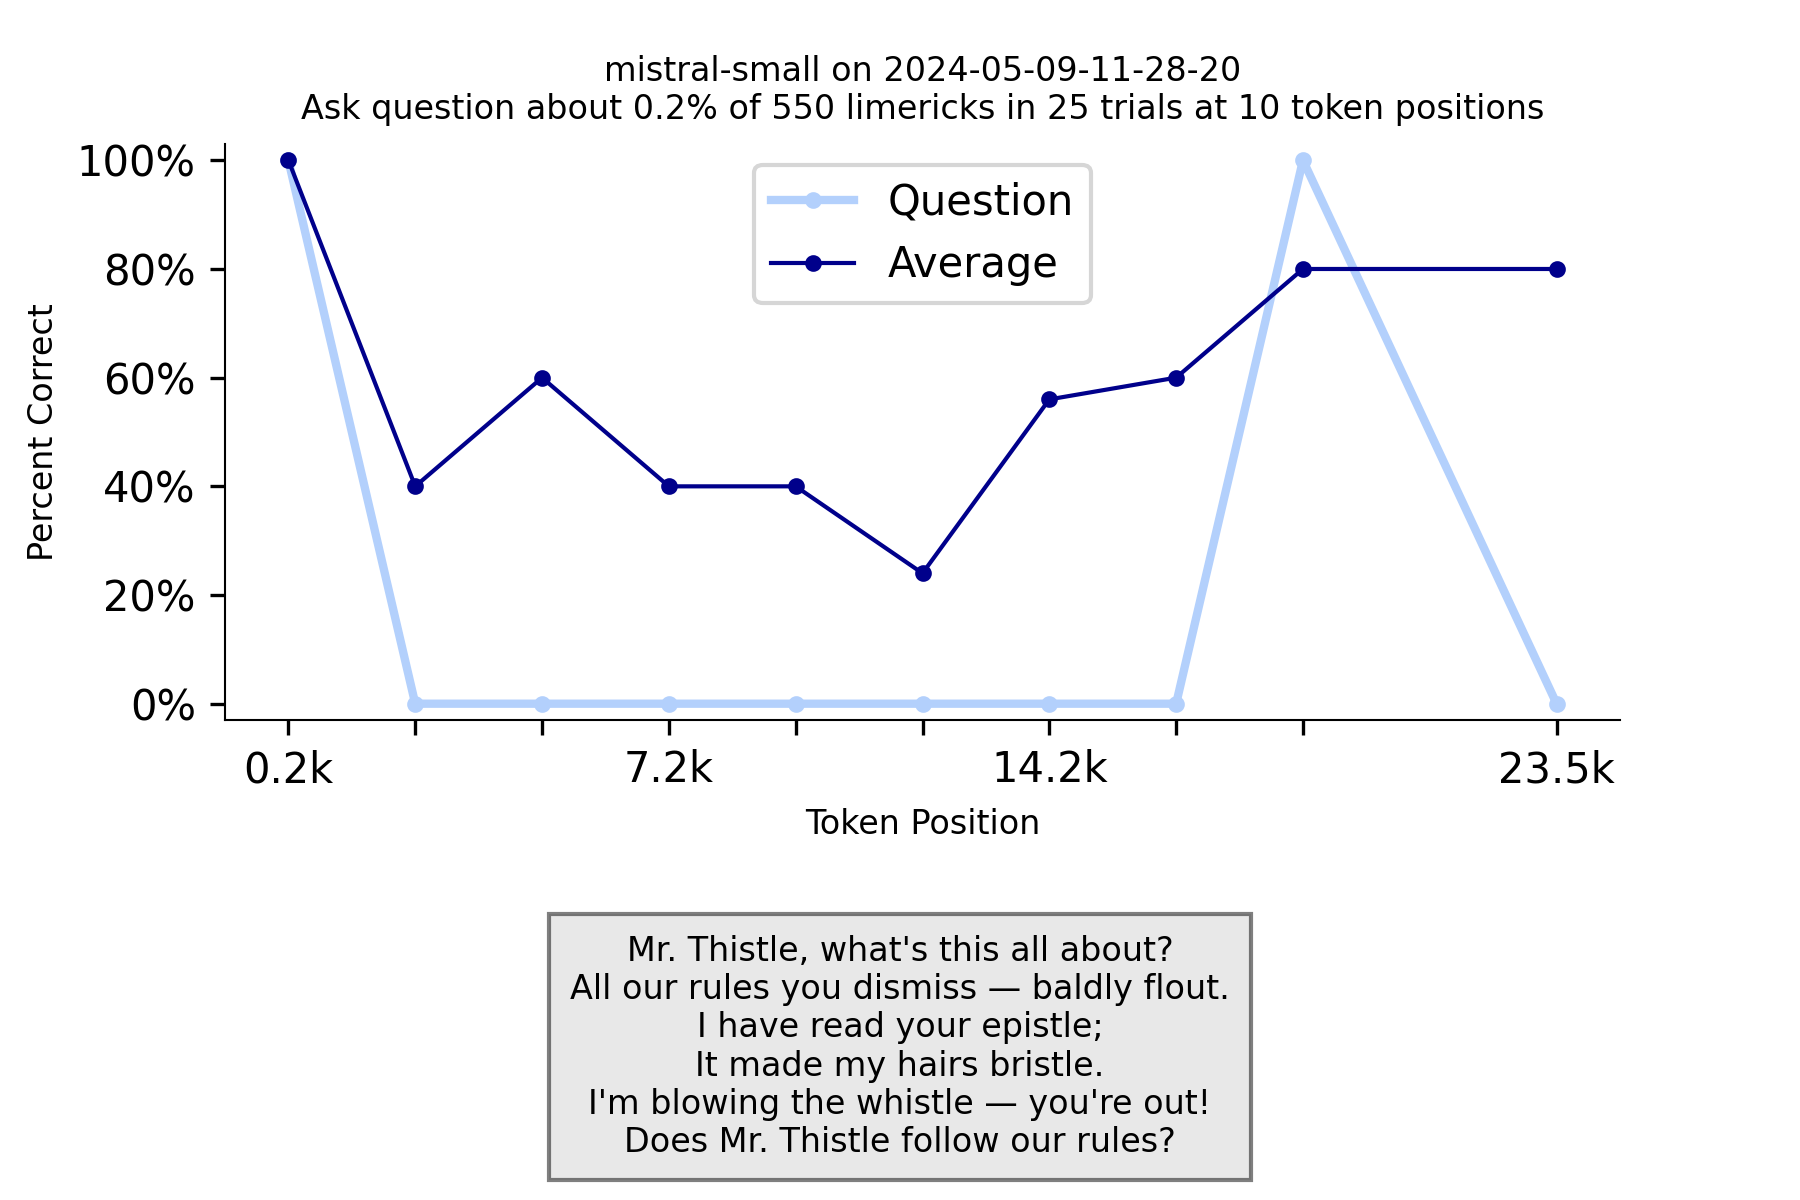 mistral-small on 2024-05-09-11-28-20
Ask question about 0.2% of 550 limericks in 25 trials at 10 token positions
100%
80%
60%
40%
20%
0%
Percent Correct
Question
Average
0.2k 7.2k 14.2k 23.5k
Token Position
Mr. Thistle, what's this all about?
All our rules you dismiss — baldly flout.
I have read your epistle;
It made my hairs bristle.
I'm blowing the whistle — you're out!
Does Mr. Thistle follow our rules?